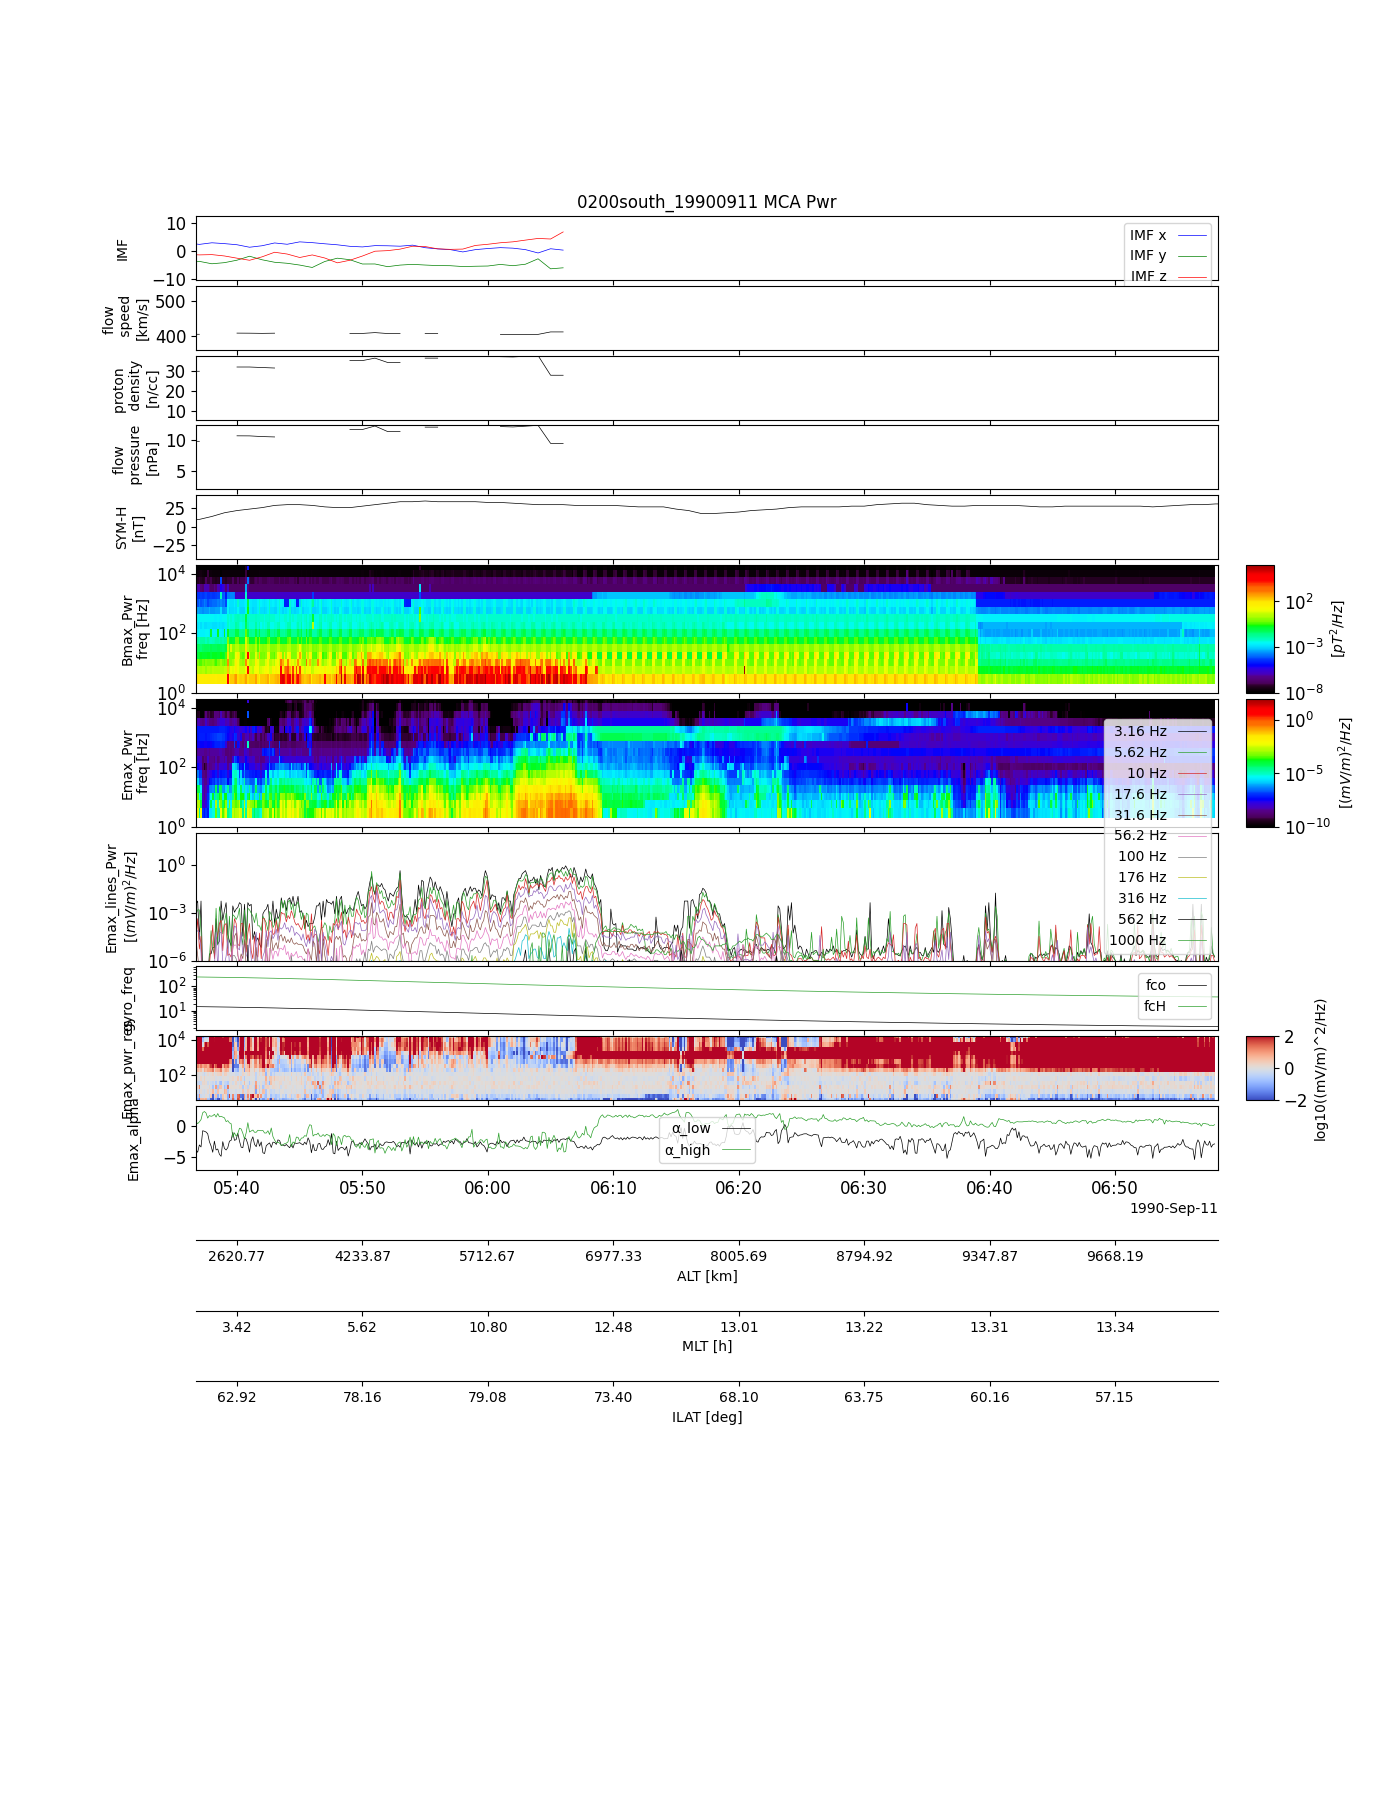 0200south_19900911 MCA Pwr
IMF
10
0
−10
IMF x
IMF y
IMF z
flow
speed
[km/s]
500
400
proton
density
[n/cc]
30
20
10
flow
pressure
[nPa]
10
5
SYM-H
[nT]
25
0
−25
Bmax_Pwr
freq [Hz]
10^4
10^2
10^0
10^2
10^-3
10^-8
[pT^2/Hz]
Emax_Pwr
freq [Hz]
10^4
10^2
10^0
10^0
10^-5
10^-10
[(mV/m)^2/Hz]
3.16 Hz
5.62 Hz
10 Hz
17.6 Hz
31.6 Hz
56.2 Hz
100 Hz
176 Hz
316 Hz
562 Hz
1000 Hz
Emax_lines_Pwr
[(mV/m)^2/Hz]
10^0
10^-3
10^-6
gyro_freq
10^2
10^1
fco
fcH
Emax_pwr_reg
10^4
10^2
2
0
−2
log10((mV/m)^2/Hz)
Emax_alpha
0
−5
α_low
α_high
05:40 05:50 06:00 06:10 06:20 06:30 06:40 06:50
1990-Sep-11
2620.77 4233.87 5712.67 6977.33 8005.69 8794.92 9347.87 9668.19
ALT [km]
3.42 5.62 10.80 12.48 13.01 13.22 13.31 13.34
MLT [h]
62.92 78.16 79.08 73.40 68.10 63.75 60.16 57.15
ILAT [deg]